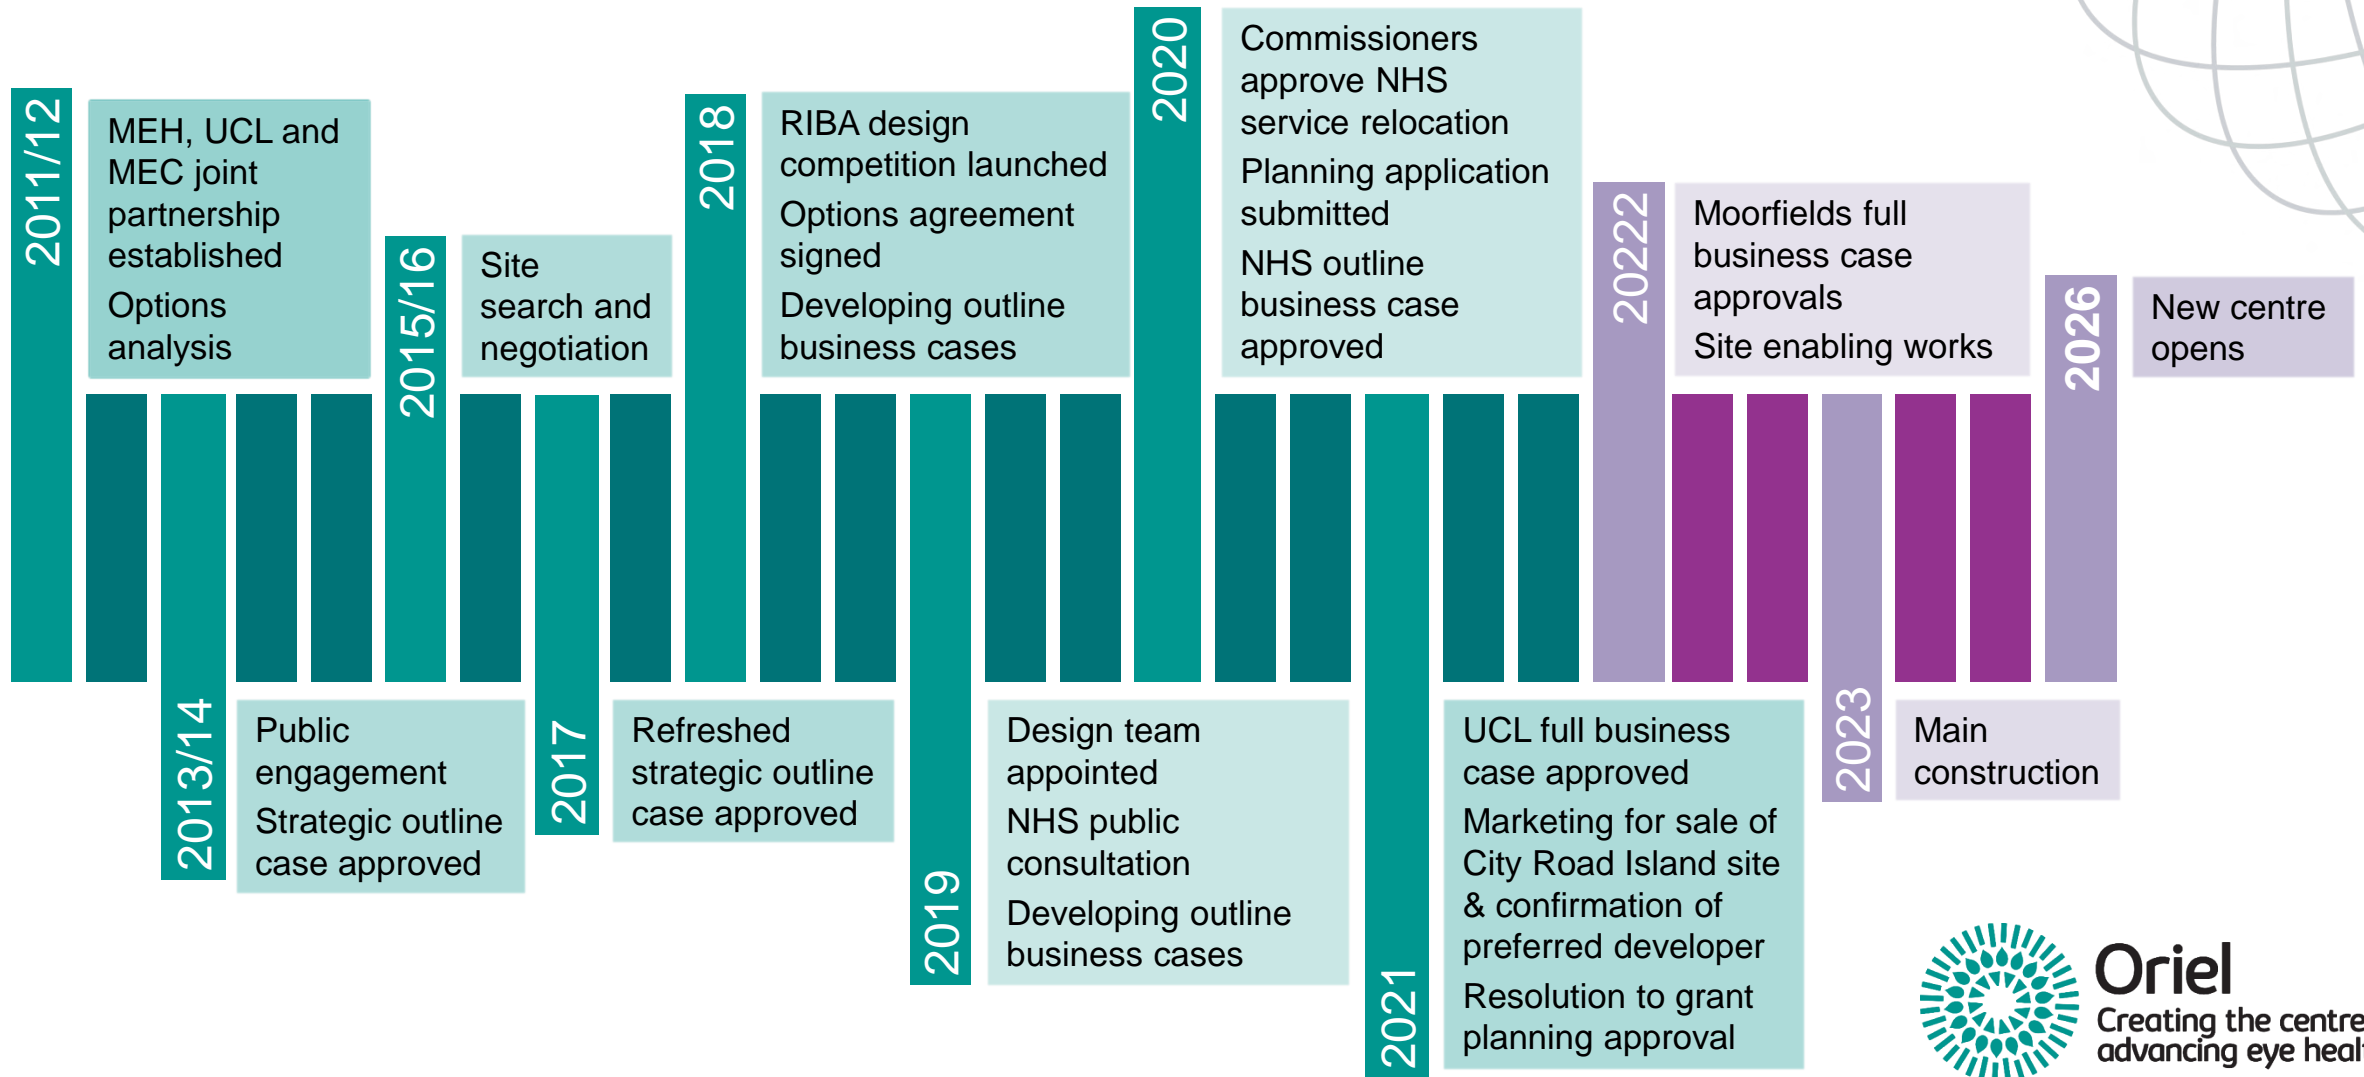 2011/12
MEH, UCL and
MEC joint
partnership
established
Options
analysis
2013/14
Public
engagement
Strategic outline
case approved
2015/16
Site
search and
negotiation
2017
Refreshed
strategic outline
case approved
2018
RIBA design
competition launched
Options agreement
signed
Developing outline
business cases
2019
Design team
appointed
NHS public
consultation
Developing outline
business cases
2020
Commissioners
approve NHS
service relocation
Planning application
submitted
NHS outline
business case
approved
2021
UCL full business
case approved
Marketing for sale of
City Road Island site
& confirmation of
preferred developer
Resolution to grant
planning approval
20222
Moorfields full
business case
approvals
Site enabling works
2023
Main
construction
2026
New centre
opens
Oriel
Creating the centre
advancing eye heal